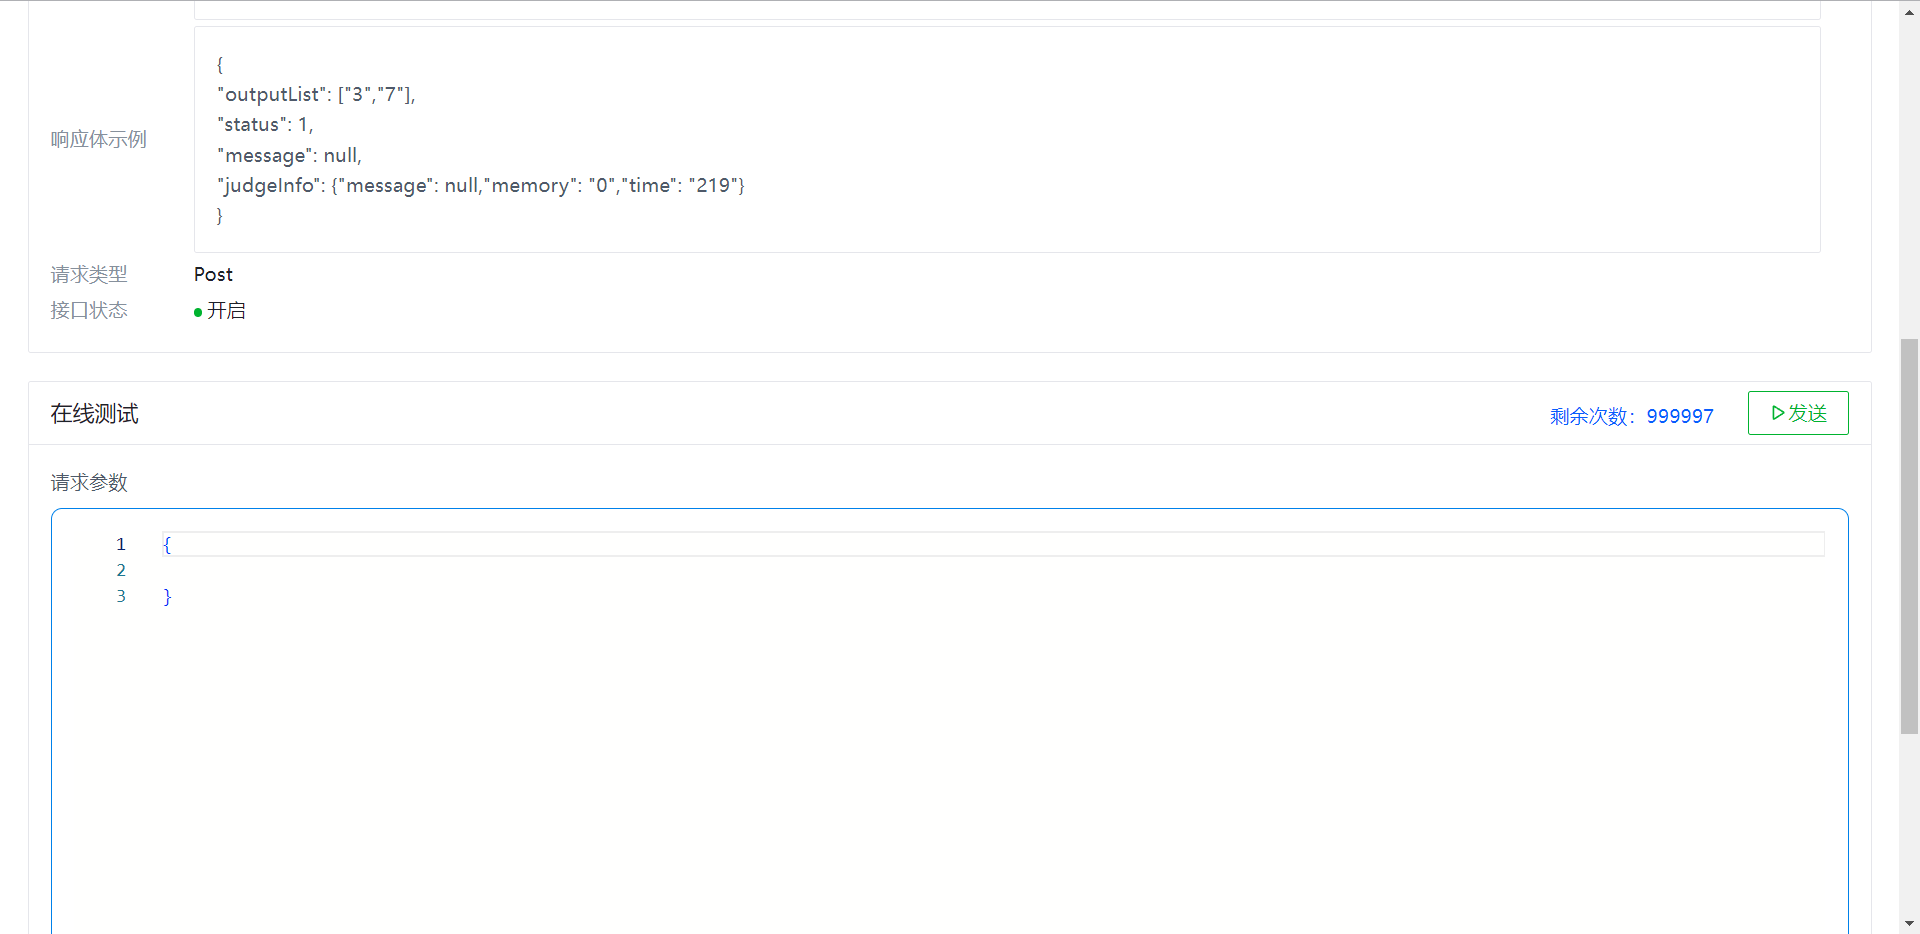 {
"outputList": ["3","7"],
"status": 1,
"message": null,
"judgeInfo": {"message": null,"memory": "0","time": "219"}
}
响应体示例
请求类型 Post
接口状态 开启
在线测试 剩余次数：999997 发送
请求参数
1 {
2
3 }